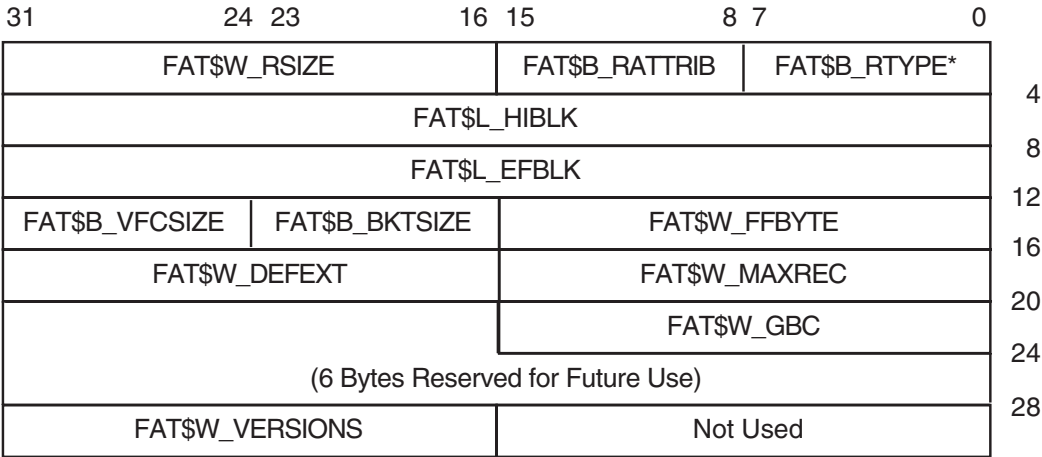 31 24 23 16 15 8 7 0
FAT$W_RSIZE FAT$B_RATTRIB FAT$B_RTYPE*
4
FAT$L_HIBLK
8
FAT$L_EFBLK
12
FAT$B_VFCSIZE FAT$B_BKTSIZE FAT$W_FFBYTE
16
FAT$W_DEFEXT FAT$W_MAXREC
20
FAT$W_GBC
24
(6 Bytes Reserved for Future Use)
28
FAT$W_VERSIONS Not Used